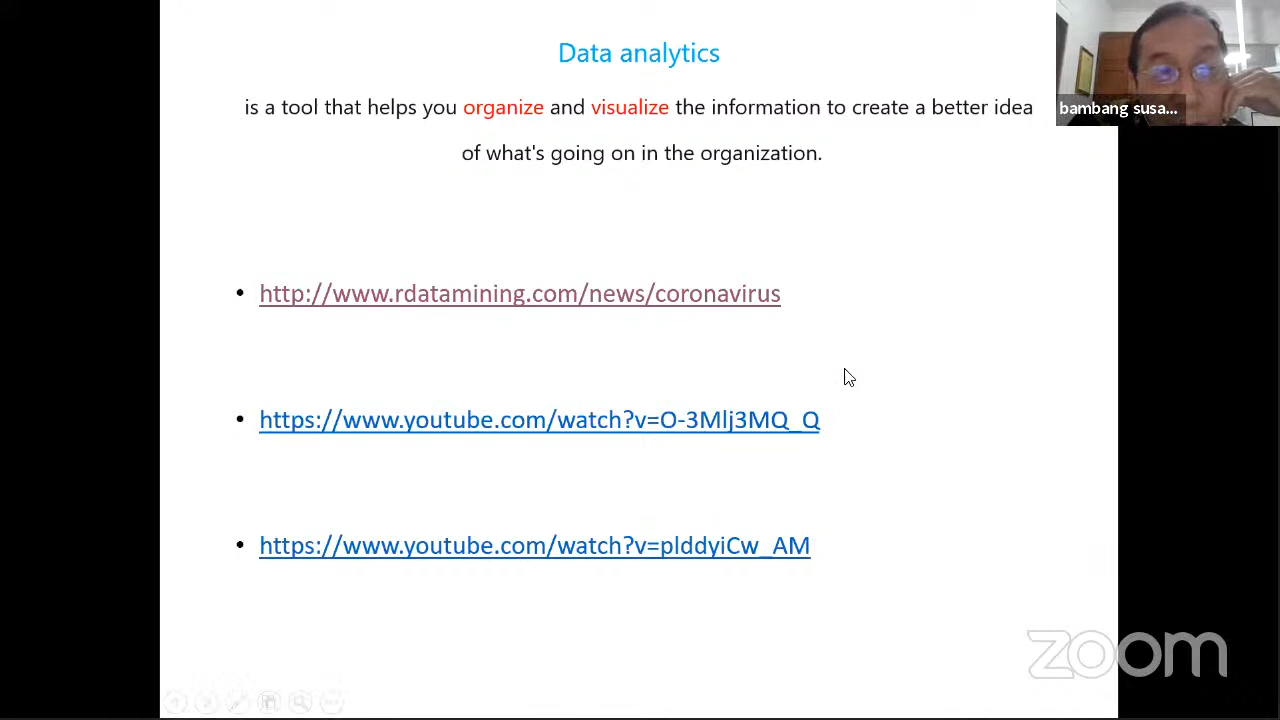 Data analytics
is a tool that helps you organize and visualize the information to create a better idea
of what's going on in the organization.
bambang susa...
• http://www.rdatamining.com/news/coronavirus
• https://www.youtube.com/watch?v=O-3Mlj3MQ_Q
• https://www.youtube.com/watch?v=plddyiCw_AM
zoom